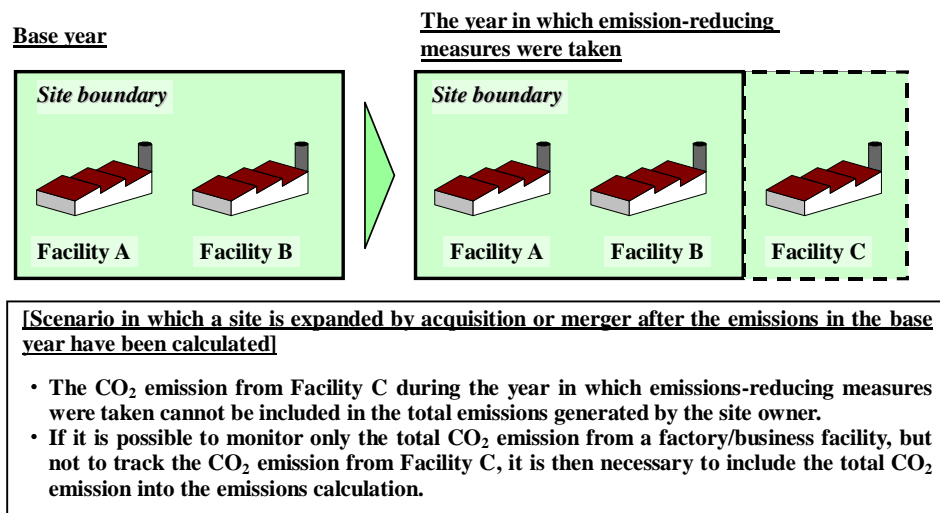 Base year
The year in which emission-reducing
measures were taken
Site boundary
Site boundary
Facility A
Facility B
Facility A
Facility B
Facility C
[Scenario in which a site is expanded by acquisition or merger after the emissions in the base
year have been calculated]
・ The CO₂ emission from Facility C during the year in which emissions-reducing measures
were taken cannot be included in the total emissions generated by the site owner.
・ If it is possible to monitor only the total CO₂ emission from a factory/business facility, but
not to track the CO₂ emission from Facility C, it is then necessary to include the total CO₂
emission into the emissions calculation.